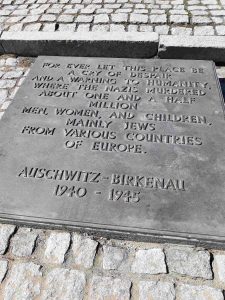 FOR EVER LET THIS PLACE BE
A CRY OF DESPAIR
AND A WARNING TO HUMANITY,
WHERE THE NAZIS MURDERED
ABOUT ONE AND A HALF
MILLION
MEN, WOMEN, AND CHILDREN,
MAINLY JEWS
FROM VARIOUS COUNTRIES
OF EUROPE.
AUSCHWITZ-BIRKENAU
1940 - 1945